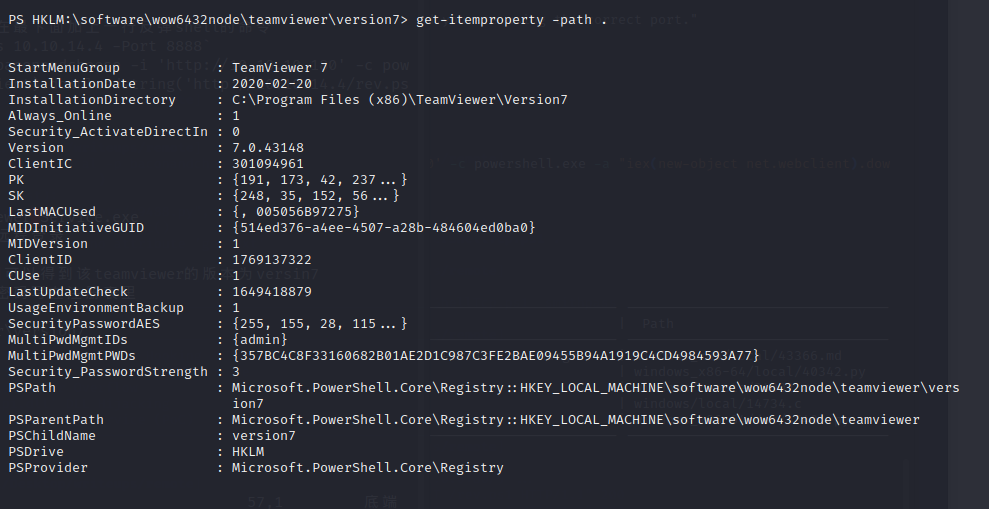 PS HKLM:\software\wow6432node\teamviewer\version7> get-itemproperty -path .
StartMenuGroup : TeamViewer 7
InstallationDate : 2020-02-20
InstallationDirectory : C:\Program Files (x86)\TeamViewer\Version7
Always_Online : 1
Security_ActivateDirectIn : 0
Version : 7.0.43148
ClientIC : 301094961
PK : {191, 173, 42, 237...}
SK : {248, 35, 152, 56...}
LastMACUsed : {, 005056B97275}
MIDInitiativeGUID : {514ed376-a4ee-4507-a28b-484604ed0ba0}
MIDVersion : 1
ClientID : 1769137322
CUse : 1
LastUpdateCheck : 1649418879
UsageEnvironmentBackup : 1
SecurityPasswordAES : {255, 155, 28, 115...}
MultiPwdMgmtIDs : {admin}
MultiPwdMgmtPWDs : {357BC4C8F33160682B01AE2D1C987C3FE2BAE09455B94A1919C4CD4984593A77}
Security_PasswordStrength : 3
PSPath : Microsoft.PowerShell.Core\Registry::HKEY_LOCAL_MACHINE\software\wow6432node\teamviewer\vers
ion7
PSParentPath : Microsoft.PowerShell.Core\Registry::HKEY_LOCAL_MACHINE\software\wow6432node\teamviewer
PSChildName : version7
PSDrive : HKLM
PSProvider : Microsoft.PowerShell.Core\Registry